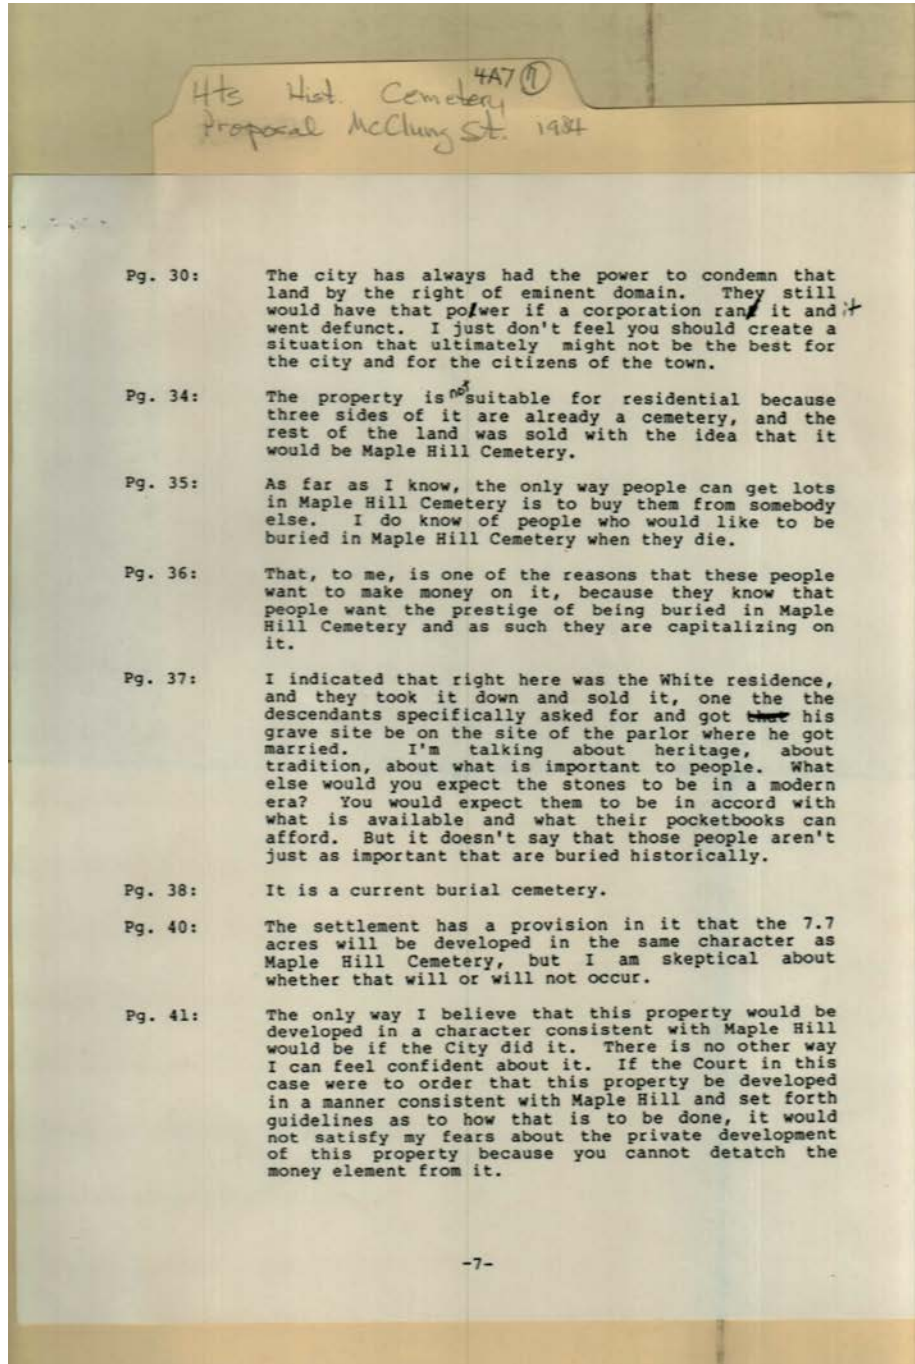 4A7 7
Hts Hist. Cemetery
Proposal McClung St. 1984
Pg. 30: The city has always had the power to condemn that
land by the right of eminent domain. They still
would have that po/wer if a corporation ran it and it
went defunct. I just don't feel you should create a
situation that ultimately might not be the best for
the city and for the citizens of the town.
Pg. 34: The property is not suitable for residential because
three sides of it are already a cemetery, and the
rest of the land was sold with the idea that it
would be Maple Hill Cemetery.
Pg. 35: As far as I know, the only way people can get lots
in Maple Hill Cemetery is to buy them from somebody
else. I do know of people who would like to be
buried in Maple Hill Cemetery when they die.
Pg. 36: That, to me, is one of the reasons that these people
want to make money on it, because they know that
people want the prestige of being buried in Maple
Hill Cemetery and as such they are capitalizing on
it.
Pg. 37: I indicated that right here was the White residence,
and they took it down and sold it, one the the
descendants specifically asked for and got that his
grave site be on the site of the parlor where he got
married. I'm talking about heritage, about
tradition, about what is important to people. What
else would you expect the stones to be in a modern
era? You would expect them to be in accord with
what is available and what their pocketbooks can
afford. But it doesn't say that those people aren't
just as important that are buried historically.
Pg. 38: It is a current burial cemetery.
Pg. 40: The settlement has a provision in it that the 7.7
acres will be developed in the same character as
Maple Hill Cemetery, but I am skeptical about
whether that will or will not occur.
Pg. 41: The only way I believe that this property would be
developed in a character consistent with Maple Hill
would be if the City did it. There is no other way
I can feel confident about it. If the Court in this
case were to order that this property be developed
in a manner consistent with Maple Hill and set forth
guidelines as to how that is to be done, it would
not satisfy my fears about the private development
of this property because you cannot detatch the
money element from it.
-7-